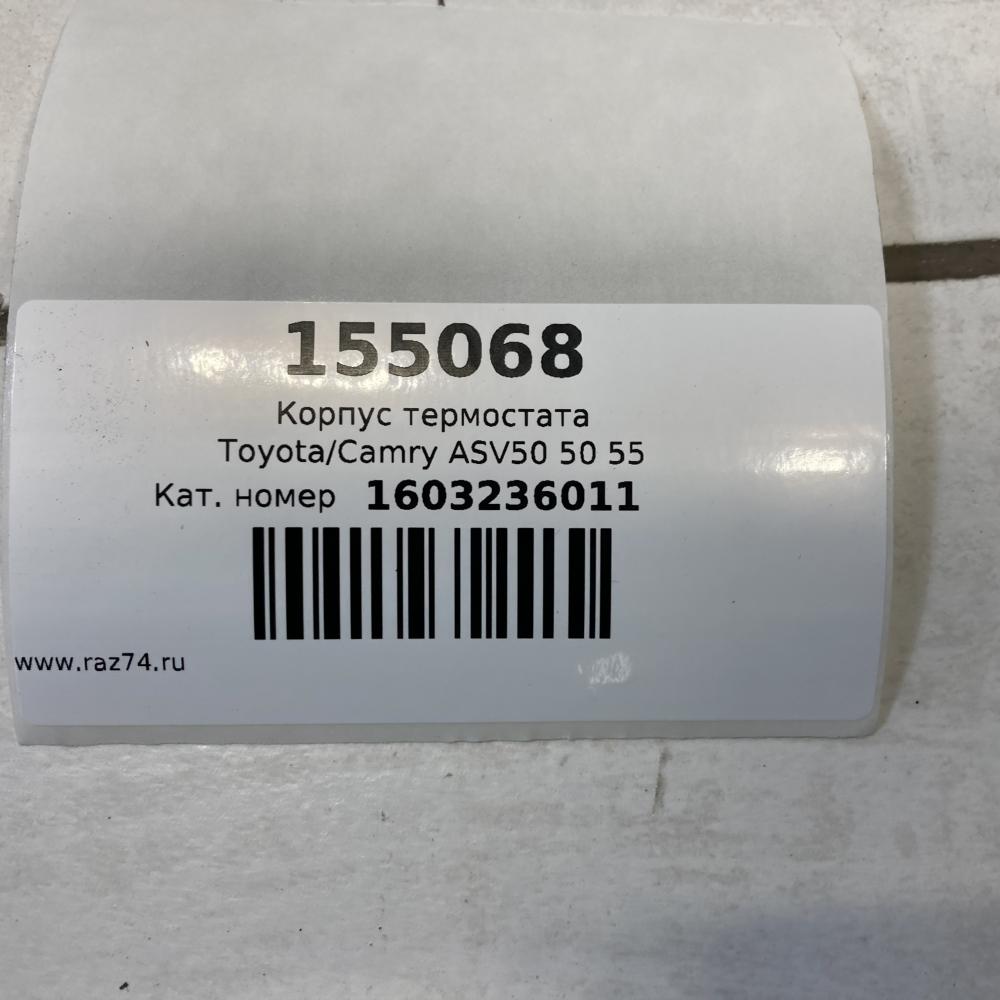 155068
Корпус термостата
Toyota/Camry ASV50 50 55
Кат. номер 1603236011
www.raz74.ru